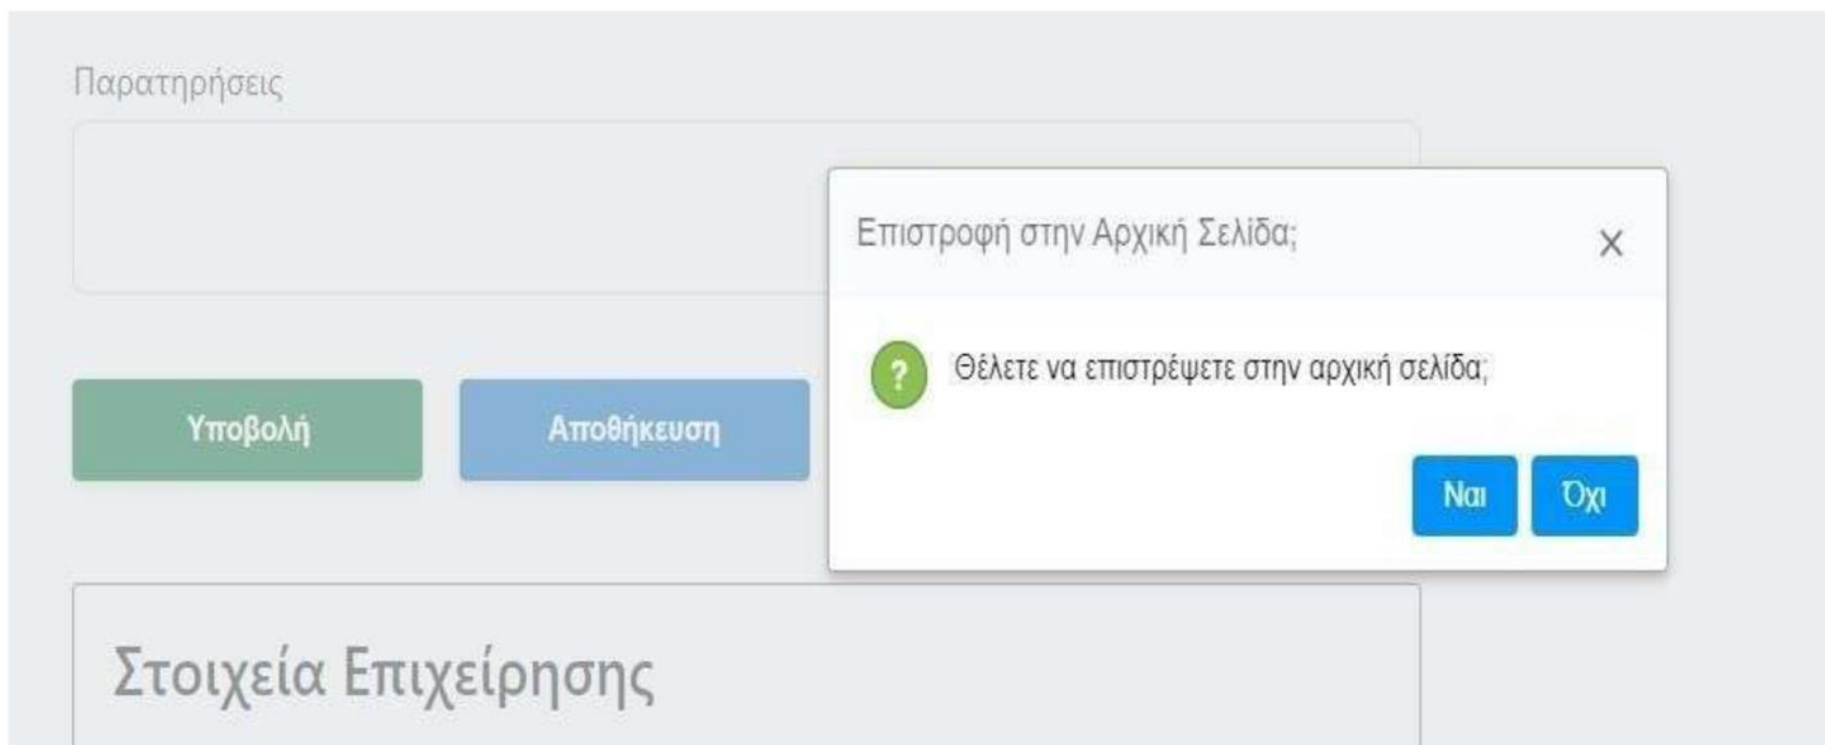 Παρατηρήσεις
Επιστροφή στην Αρχική Σελίδα;
Θέλετε να επιστρέψετε στην αρχική σελίδα;
Υποβολή
Αποθήκευση
Ναι
Όχι
Στοιχεία Επιχείρησης